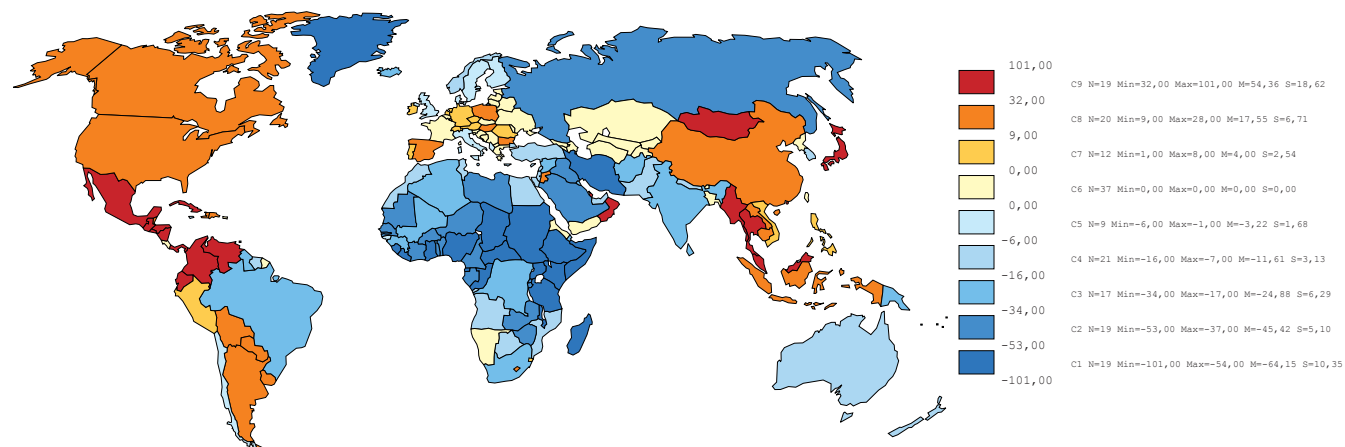 101,00
C9 N=19 Min=32,00 Max=101,00 M=54,36 S=18,62
32,00
C8 N=20 Min=9,00 Max=28,00 M=17,55 S=6,71
9,00
C7 N=12 Min=1,00 Max=8,00 M=4,00 S=2,54
0,00
C6 N=37 Min=0,00 Max=0,00 M=0,00 S=0,00
0,00
C5 N=9 Min=-6,00 Max=-1,00 M=-3,22 S=1,68
-6,00
C4 N=21 Min=-16,00 Max=-7,00 M=-11,61 S=3,13
-16,00
C3 N=17 Min=-34,00 Max=-17,00 M=-24,88 S=6,29
-34,00
C2 N=19 Min=-53,00 Max=-37,00 M=-45,42 S=5,10
-53,00
C1 N=19 Min=-101,00 Max=-54,00 M=-64,15 S=10,35
-101,00